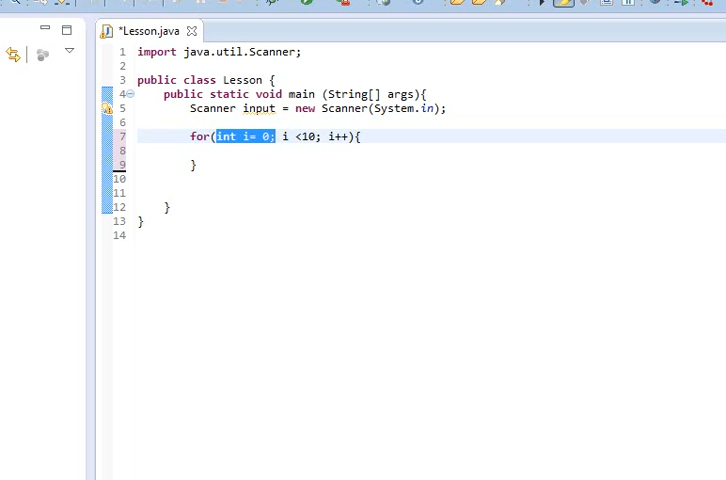 *Lesson.java
1 import java.util.Scanner;
2
3 public class Lesson {
4 public static void main (String[] args){
5 Scanner input = new Scanner(System.in);
6
7 for(int i= 0; i <10; i++){
8
9 }
10
11
12 }
13 }
14